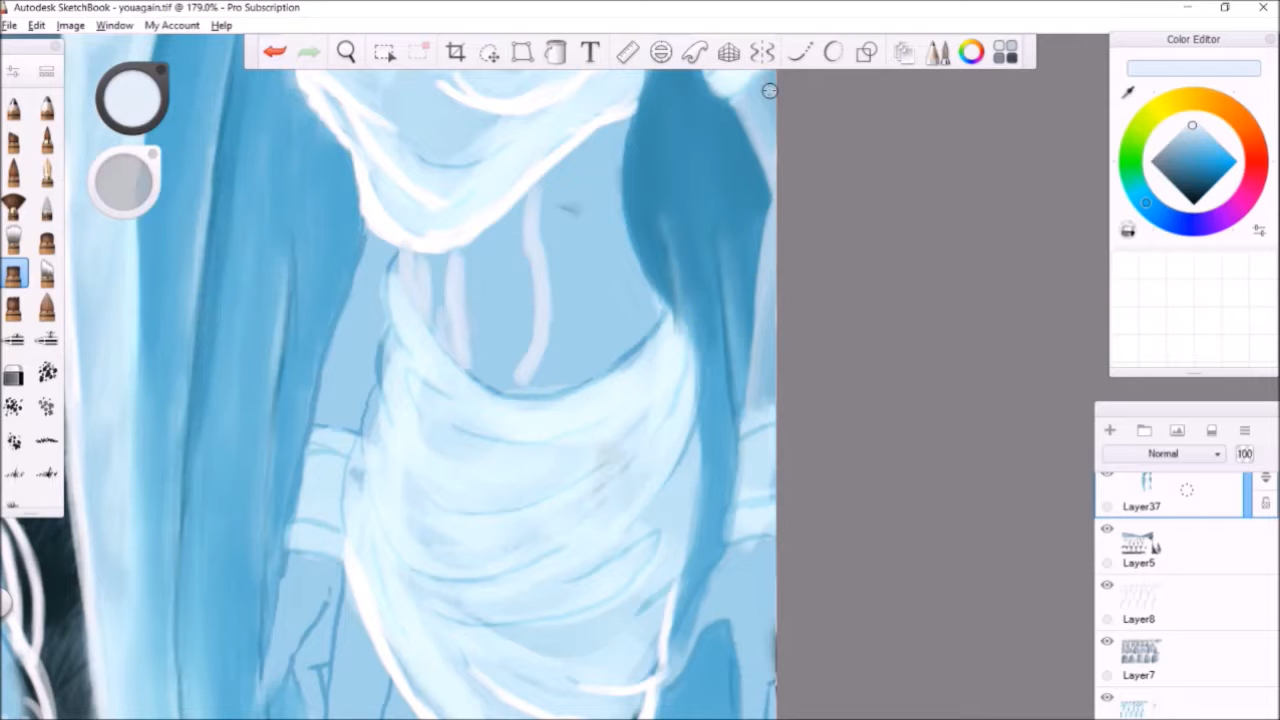 Autodesk SketchBook - youagain.tif @ 179.0% - Pro Subscription
File Edit Image Window My Account Help
T
Color Editor
Normal 100
Layer37
Layer5
Layer8
Layer7